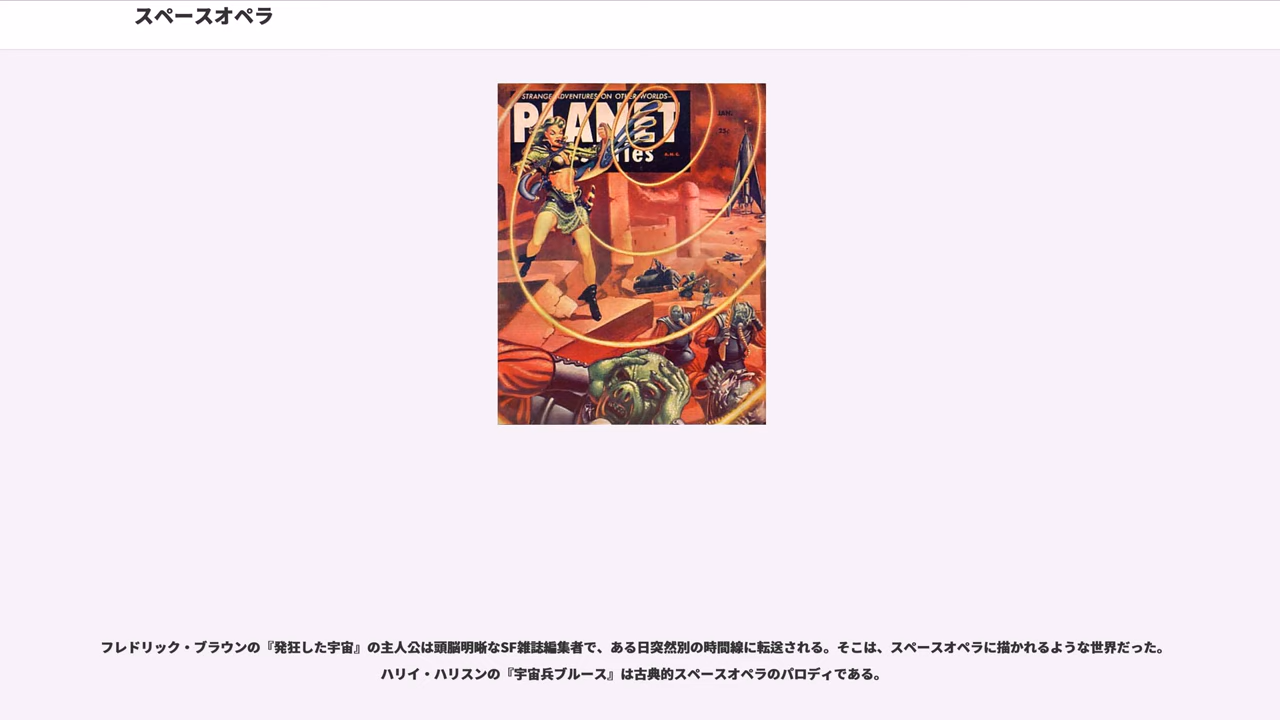 スペースオペラ
STRANGE ADVENTURES ON OTHER WORLDS—
PLANET
JAN.
25¢
フレドリック・ブラウンの『発狂した宇宙』の主人公は頭脳明晰なSF雑誌編集者で、ある日突然別の時間線に転送される。そこは、スペースオペラに描かれるような世界だった。
ハリイ・ハリスンの『宇宙兵ブルース』は古典的スペースオペラのパロディである。